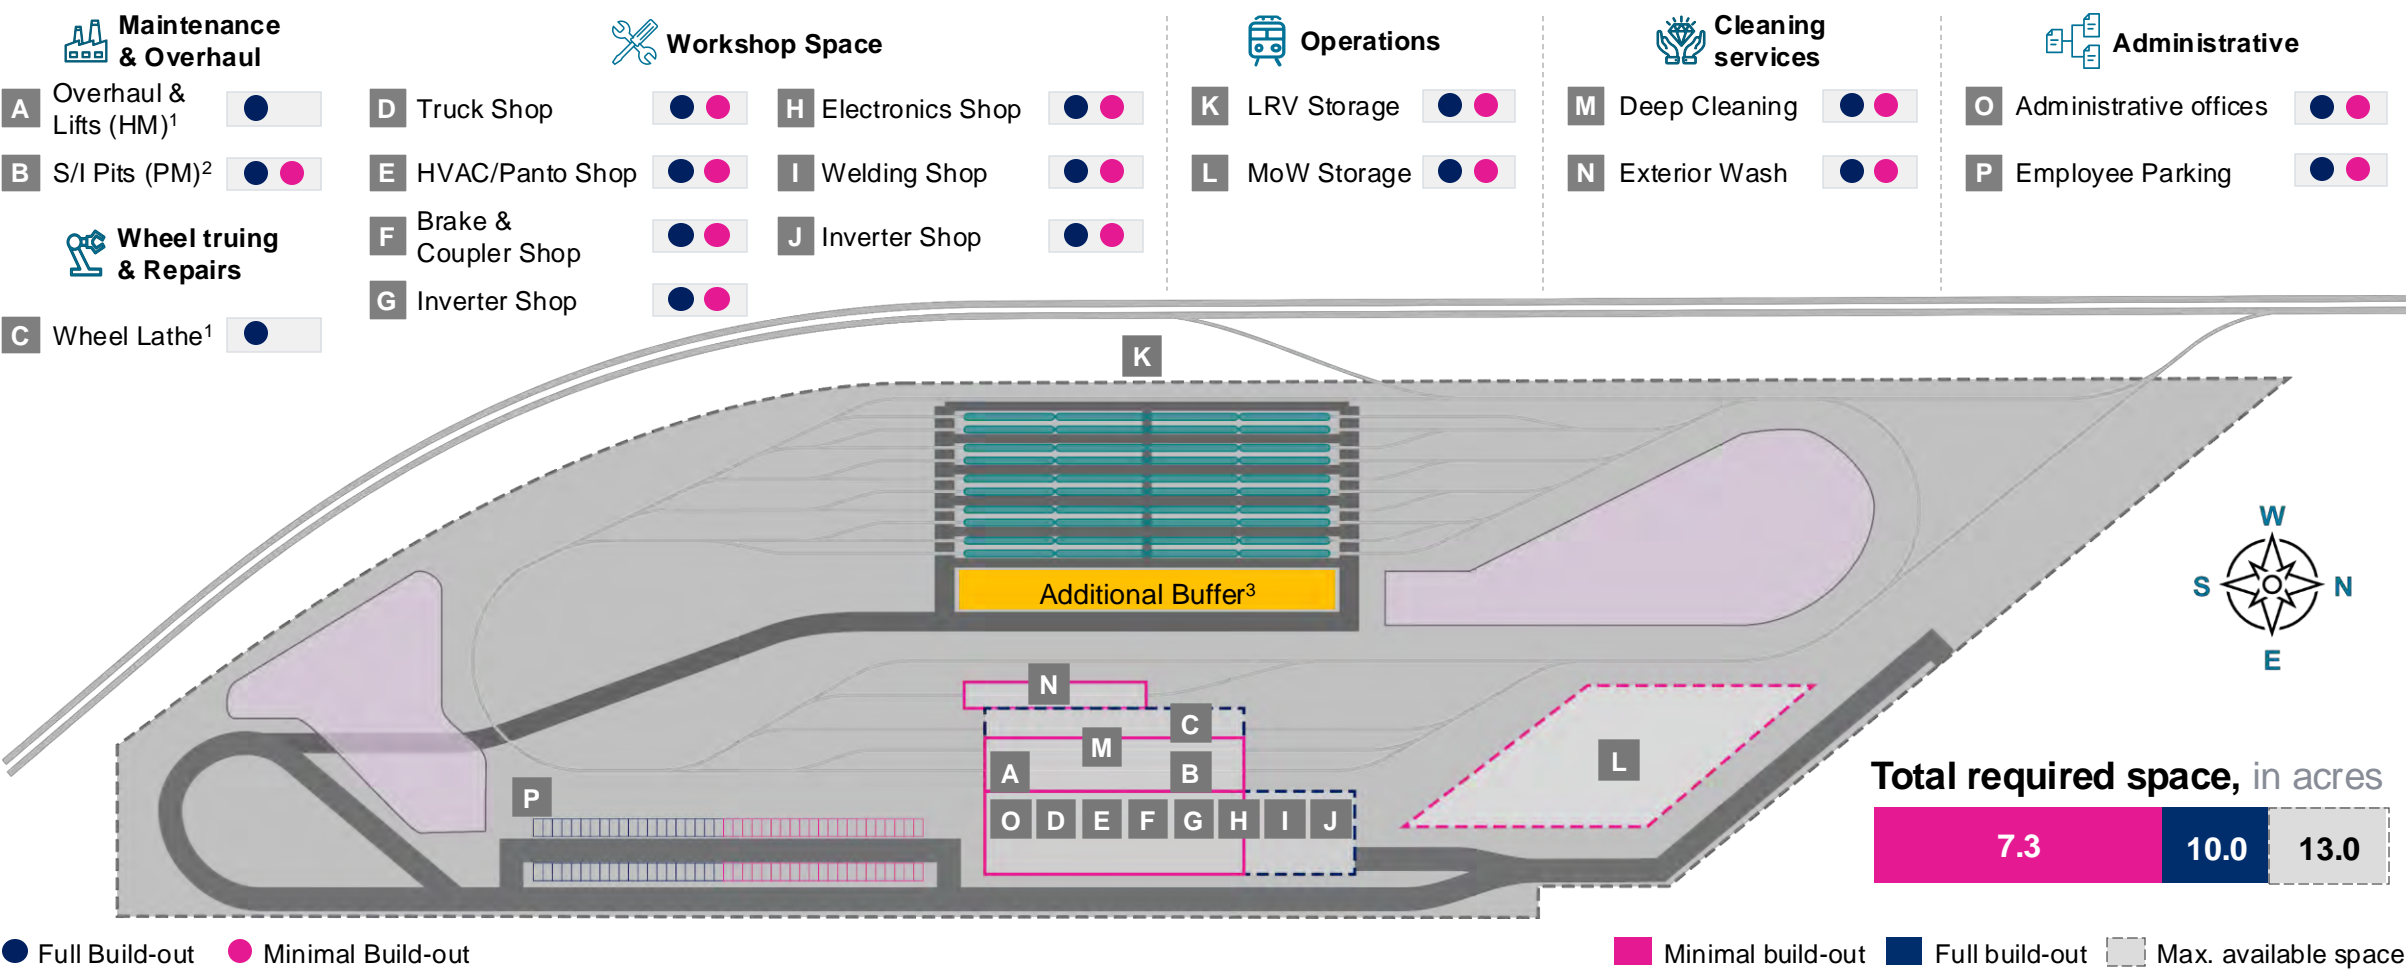 Maintenance
& Overhaul
A
Overhaul &
Lifts (HM)¹
B
S/I Pits (PM)²
Wheel truing
& Repairs
C
Wheel Lathe¹
Workshop Space
D
Truck Shop
E
HVAC/Panto Shop
F
Brake &
Coupler Shop
G
Inverter Shop
H
Electronics Shop
I
Welding Shop
J
Inverter Shop
Operations
K
LRV Storage
L
MoW Storage
Cleaning
services
M
Deep Cleaning
N
Exterior Wash
Administrative
O
Administrative offices
P
Employee Parking
K
Additional Buffer³
N
C
M
A
B
P
O D E F G H I J
L
W
S
N
E
Total required space, in acres
7.3
10.0
13.0
Full Build-out
Minimal Build-out
Minimal build-out
Full build-out
Max. available space